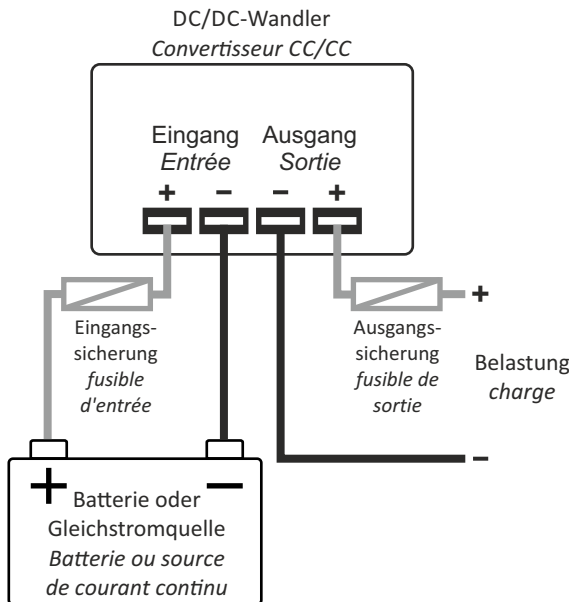 DC/DC-Wandler
Convertisseur CC/CC
Eingang Ausgang
Entrée Sortie
+ – – +
Eingangs-
sicherung
fusible
d'entrée
Ausgangs-
sicherung
fusible de
sortie
+
Belastung
charge
–
+ –
Batterie oder
Gleichstromquelle
Batterie ou source
de courant continu